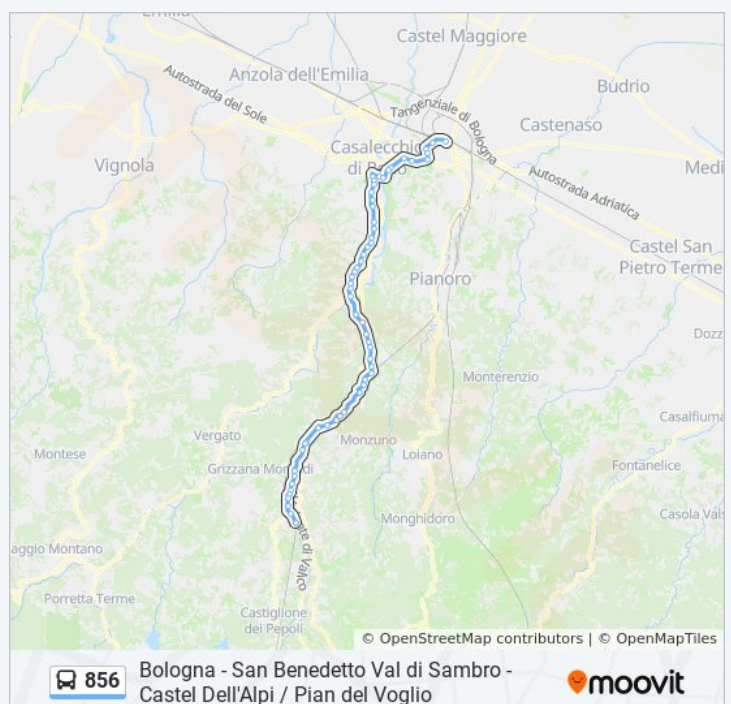 Emilia
Castel Maggiore
Anzola dell'Emilia
Autostrada del Sole
Budrio
Tangenziale di Bologna
Castenaso
Casalecchio
di Reno
Vignola
Medi
Autostrada Adriatica
Castel San
Pietro Terme
Pianoro
Dozz
Monterenzio
Casalfiuma
Vergato
Monzuno
Montese
Loiano
Grizzana Morandi
Fontanelice
Monghidoro
Casola Vals
aggio Montano
te di Valico
Porretta Terme
Castiglione
dei Pepoli
© OpenStreetMap contributors | © OpenMapTiles
856
Bologna - San Benedetto Val di Sambro -
Castel Dell'Alpi / Pian del Voglio
moovit